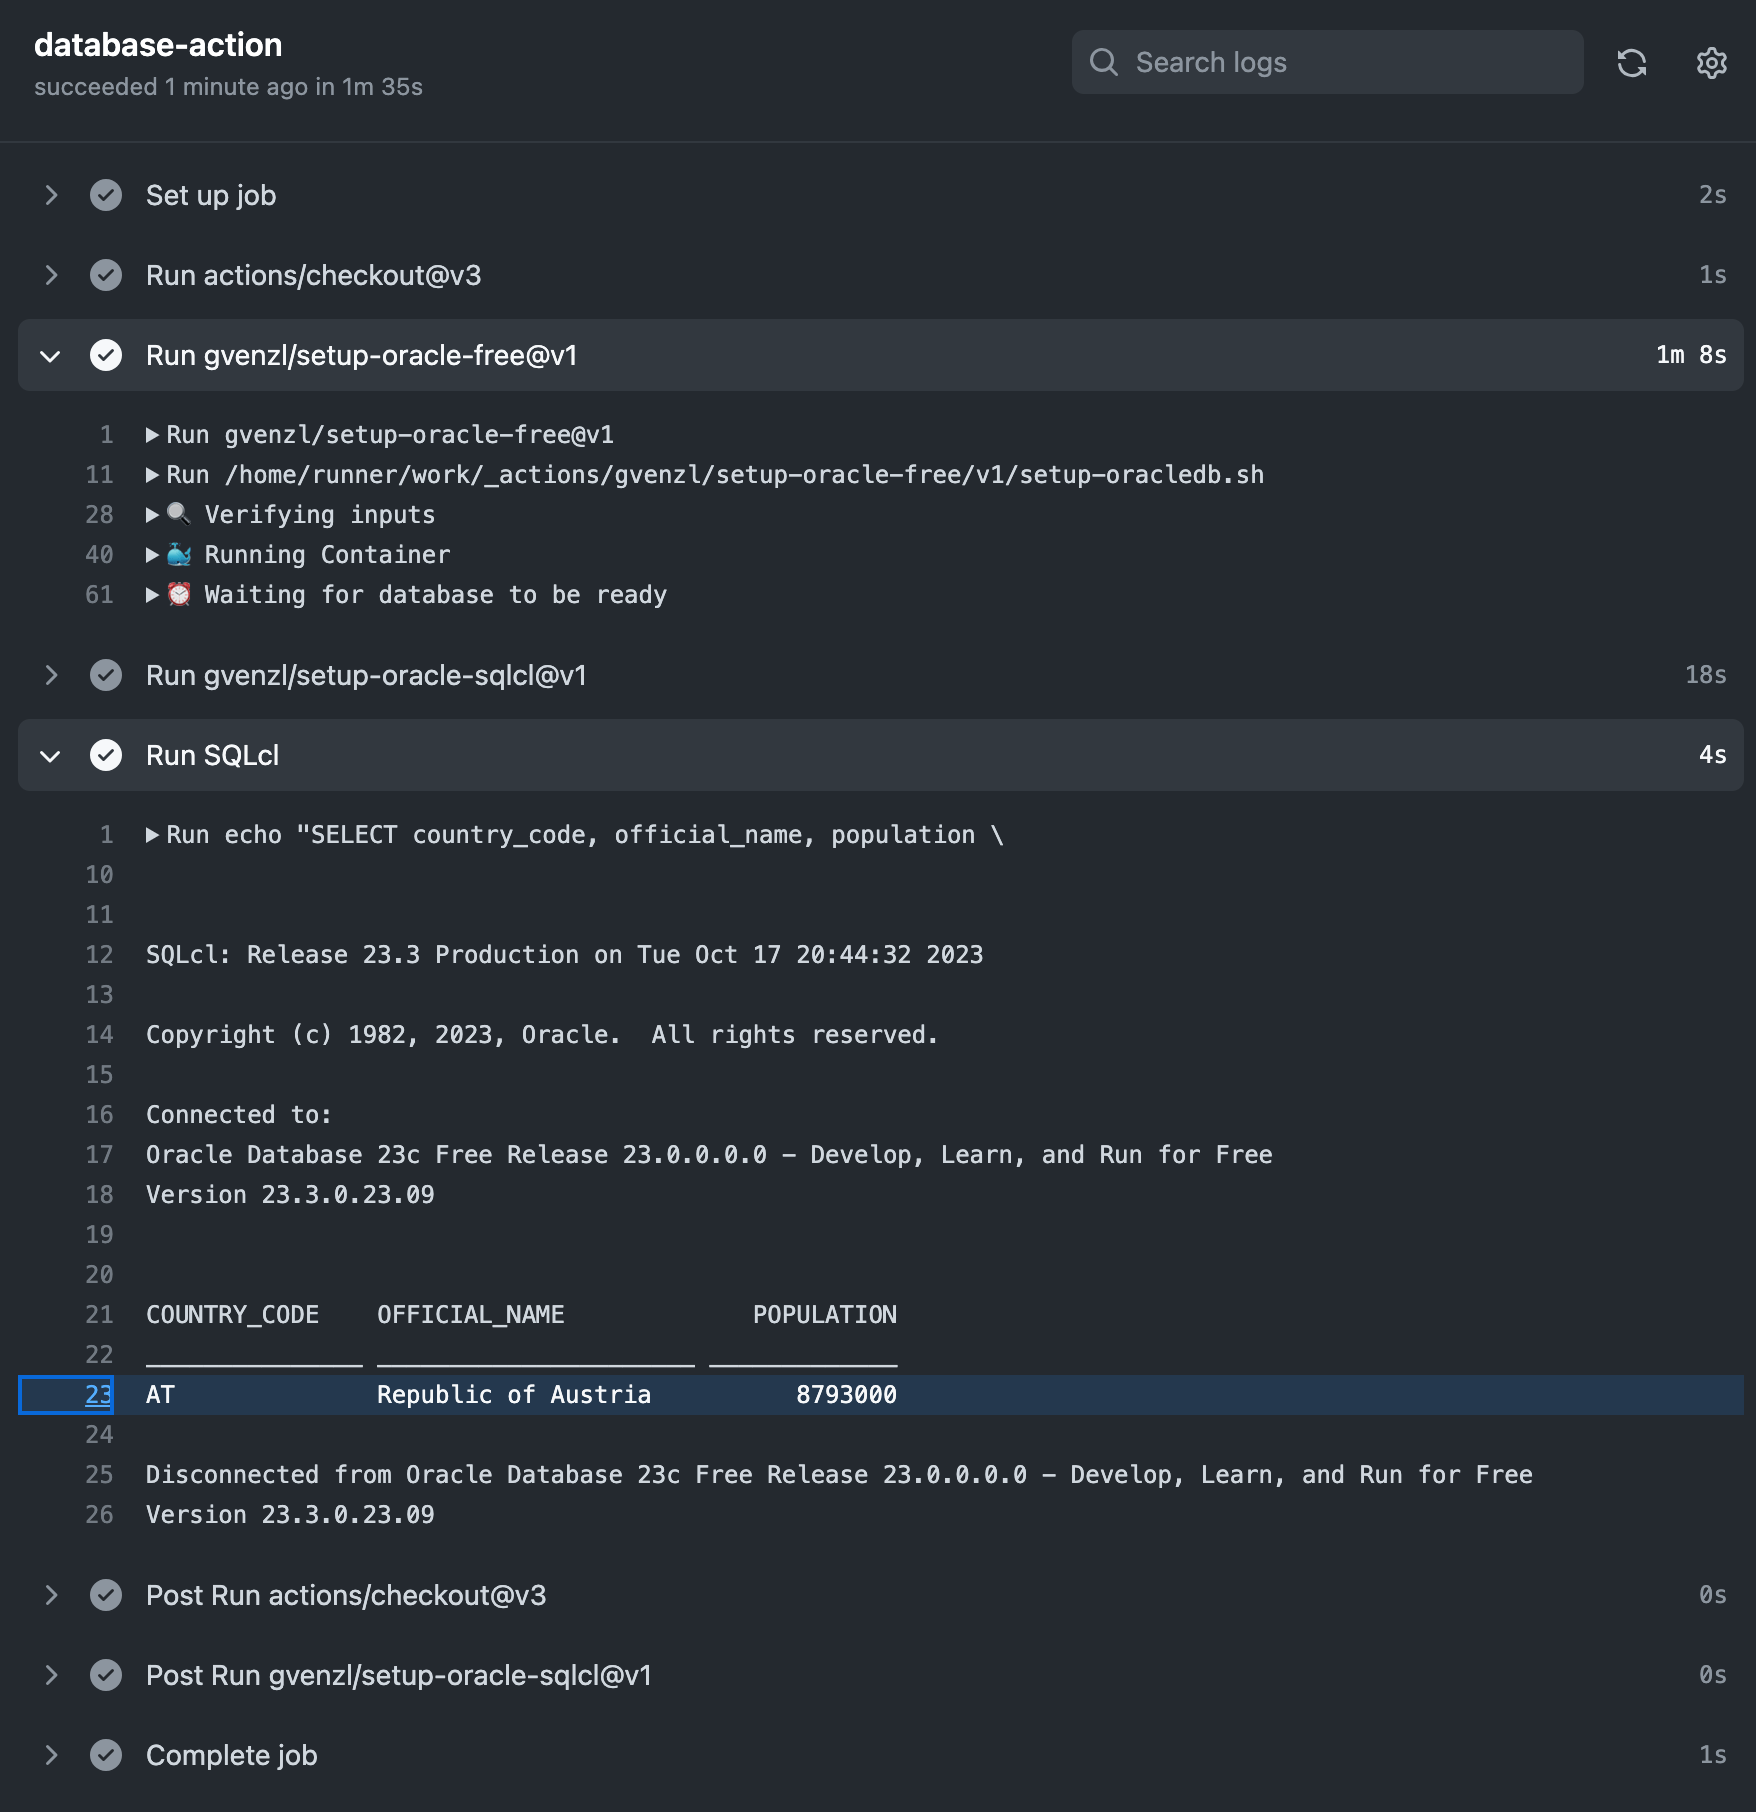 database-action
succeeded 1 minute ago in 1m 35s
Search logs
Set up job 2s
Run actions/checkout@v3 1s
Run gvenzl/setup-oracle-free@v1 1m 8s
1 Run gvenzl/setup-oracle-free@v1
11 Run /home/runner/work/_actions/gvenzl/setup-oracle-free/v1/setup-oracledb.sh
28 🔍 Verifying inputs
40 🐳 Running Container
61 ⏰ Waiting for database to be ready
Run gvenzl/setup-oracle-sqlcl@v1 18s
Run SQLcl 4s
1 Run echo "SELECT country_code, official_name, population \
10
11
12 SQLcl: Release 23.3 Production on Tue Oct 17 20:44:32 2023
13
14 Copyright (c) 1982, 2023, Oracle.  All rights reserved.
15
16 Connected to:
17 Oracle Database 23c Free Release 23.0.0.0.0 – Develop, Learn, and Run for Free
18 Version 23.3.0.23.09
19
20
21 COUNTRY_CODE    OFFICIAL_NAME             POPULATION
22 _______________ ______________________ _____________
23 AT              Republic of Austria          8793000
24
25 Disconnected from Oracle Database 23c Free Release 23.0.0.0.0 – Develop, Learn, and Run for Free
26 Version 23.3.0.23.09
Post Run actions/checkout@v3 0s
Post Run gvenzl/setup-oracle-sqlcl@v1 0s
Complete job 1s